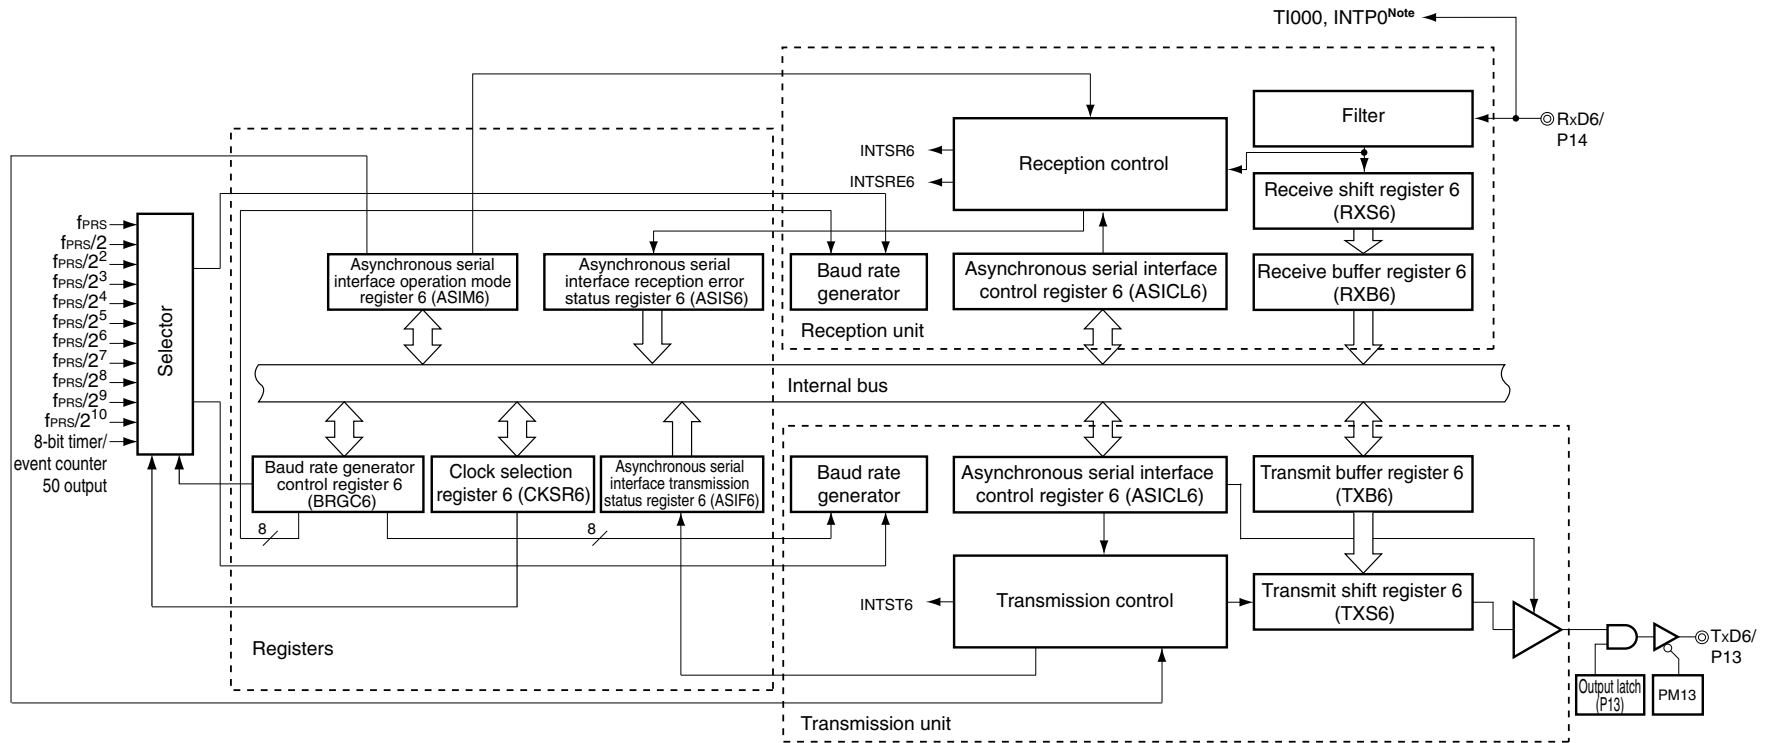 TI000, INTP0Note
Filter
RxD6/
P14
Reception control
INTSR6
INTSRE6
Receive shift register 6
(RXS6)
fPRS
fPRS/2
fPRS/2²
fPRS/2³
fPRS/2⁴
fPRS/2⁵
fPRS/2⁶
fPRS/2⁷
fPRS/2⁸
fPRS/2⁹
fPRS/2¹⁰
8-bit timer/
event counter
50 output
Selector
Asynchronous serial
interface operation mode
register 6 (ASIM6)
Asynchronous serial
interface reception error
status register 6 (ASIS6)
Baud rate
generator
Asynchronous serial interface
control register 6 (ASICL6)
Receive buffer register 6
(RXB6)
Reception unit
Internal bus
Baud rate generator
control register 6
(BRGC6)
Clock selection
register 6 (CKSR6)
Asynchronous serial
interface transmission
status register 6 (ASIF6)
Baud rate
generator
Asynchronous serial interface
control register 6 (ASICL6)
Transmit buffer register 6
(TXB6)
8
8
INTST6
Transmission control
Transmit shift register 6
(TXS6)
Registers
TxD6/
P13
Output latch
(P13)
PM13
Transmission unit